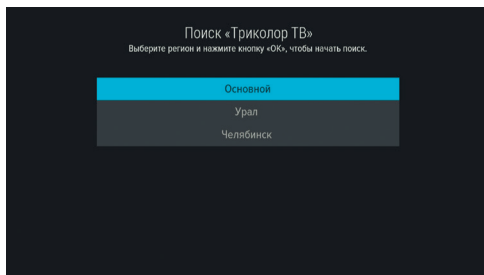 Поиск «Триколор ТВ»
Выберите регион и нажмите кнопку «ОК», чтобы начать поиск.
Основной
Урал
Челябинск